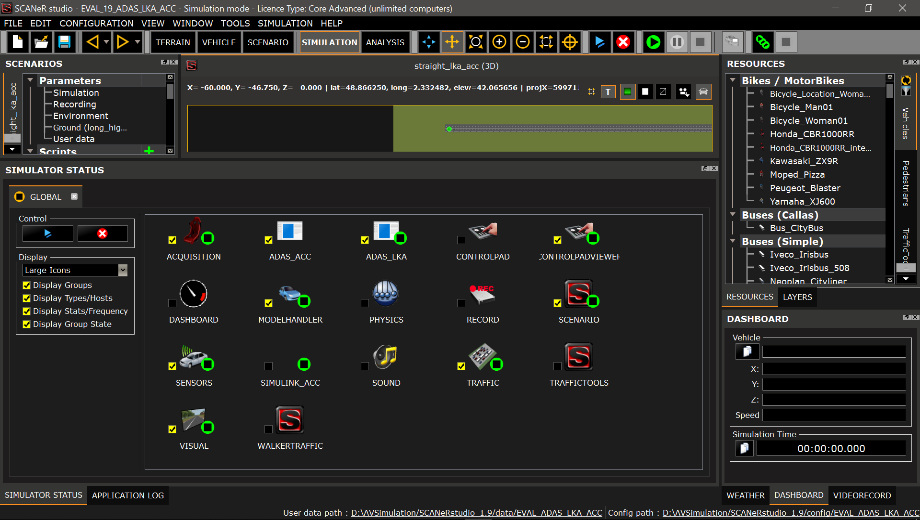 SCANeR studio - EVAL_19_ADAS_LKA_ACC - Simulation mode - Licence Type: Core Advanced (unlimited computers)
FILE EDIT CONFIGURATION VIEW WINDOW TOOLS SIMULATION HELP
TERRAIN VEHICLE SCENARIO SIMULATION ANALYSIS
SCENARIOS
Parameters
Simulation
Recording
Environment
Ground (long_hig...
User data
Scripts
straight_lka_acc (3D)
X= -60.000, Y= -46.750, Z= 0.000 | lat=48.866250, long=2.332482, elev=42.065656 | projX=59971
T
SIMULATOR STATUS
GLOBAL
Control
Display
Large Icons
Display Groups
Display Types/Hosts
Display Stats/Frequency
Display Group State
ACQUISITION ADAS_ACC ADAS_LKA CONTROLPAD CONTROLPADVIEWER
DASHBOARD MODELHANDLER PHYSICS REC RECORD SCENARIO
SENSORS SIMULINK_ACC SOUND TRAFFIC TRAFFICTOOLS
VISUAL WALKERTRAFFIC
SIMULATOR STATUS APPLICATION LOG
RESOURCES
Bikes / MotorBikes
Bicycle_Location_Woma...
Bicycle_Man01
Bicycle_Woman01
Honda_CBR1000RR
Honda_CBR1000RR_Inte...
Kawasaki_ZX9R
Moped_Pizza
Peugeot_Blaster
Yamaha_XJ600
Buses (Callas)
Bus_CityBus
Buses (Simple)
Iveco_Irisbus
Iveco_Irisbus_508
Neoplan_Cityliner
Vehicles
Pedestrians
RESOURCES LAYERS
DASHBOARD
Vehicle
X:
Y:
Z:
Speed
Simulation Time
00:00:00.000
WEATHER DASHBOARD VIDEORECORD
User data path : D:\AVSimulation/SCANeRstudio_1.9/data/EVAL_ADAS_LKA_ACC Config path : D:\AVSimulation/SCANeRstudio_1.9/config/EVAL_ADAS_LKA_ACC